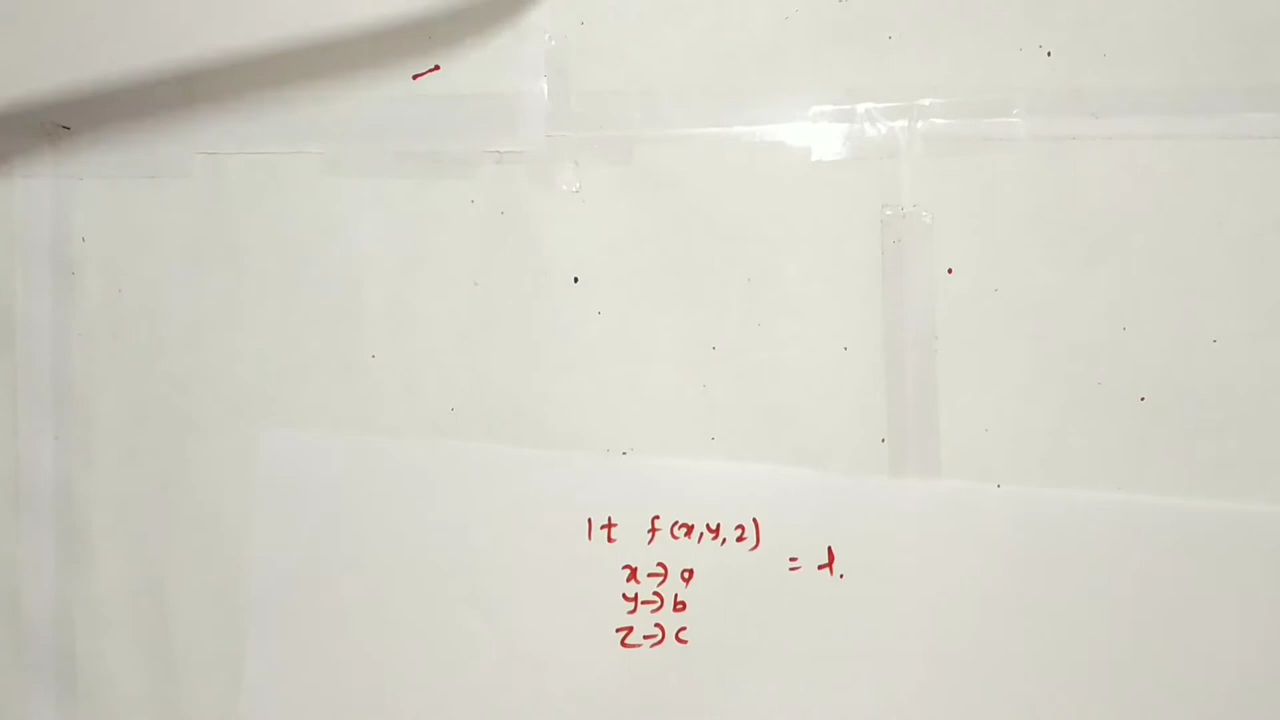 lt f(x,y,z)
= l.
x→a
y→b
z→c